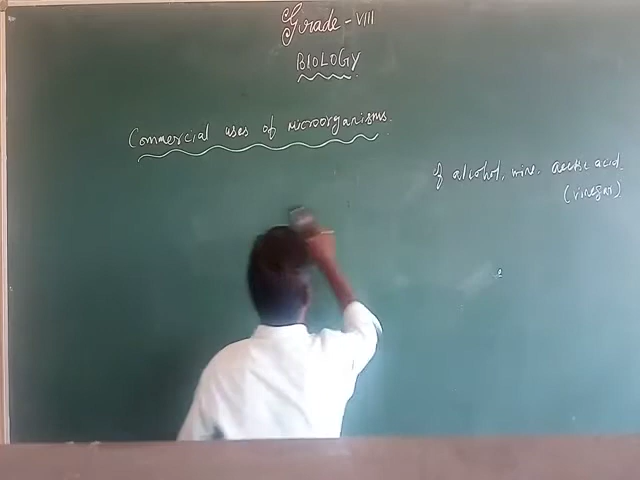 Grade - VIII
BIOLOGY
Commercial uses of microorganisms.
of alcohol, wine. acetic acid.
(vinegar)